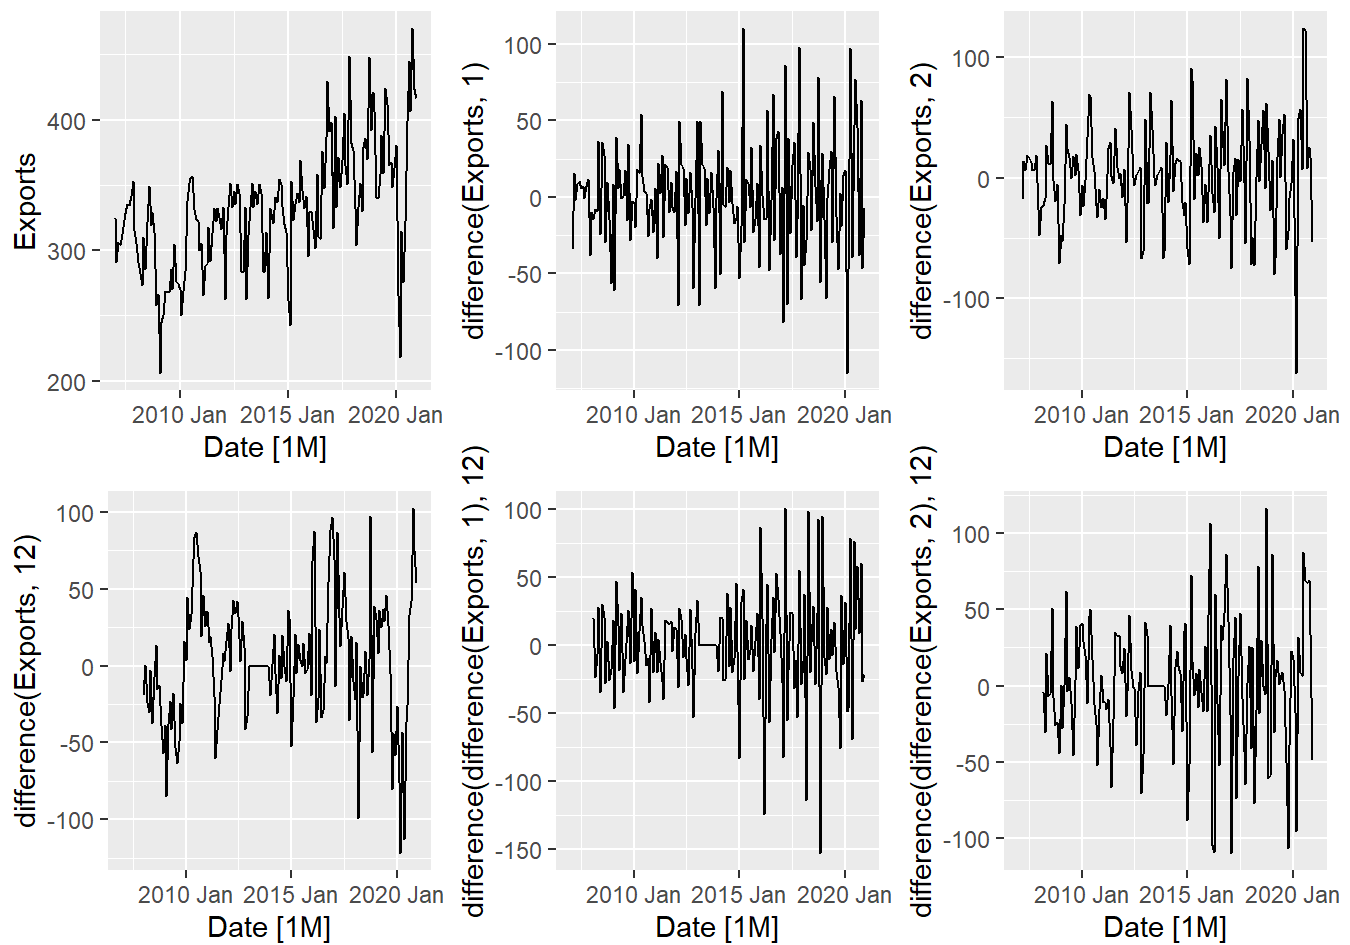 Exports
400
300
200
2010 Jan 2015 Jan 2020 Jan
Date [1M]
difference(Exports, 1)
100
50
0
-50
-100
2010 Jan 2015 Jan 2020 Jan
Date [1M]
difference(Exports, 2)
100
0
-100
2010 Jan 2015 Jan 2020 Jan
Date [1M]
difference(Exports, 12)
100
50
0
-50
-100
2010 Jan 2015 Jan 2020 Jan
Date [1M]
difference(difference(Exports, 1), 12)
100
50
0
-50
-100
-150
2010 Jan 2015 Jan 2020 Jan
Date [1M]
difference(difference(Exports, 2), 12)
100
50
0
-50
-100
2010 Jan 2015 Jan 2020 Jan
Date [1M]